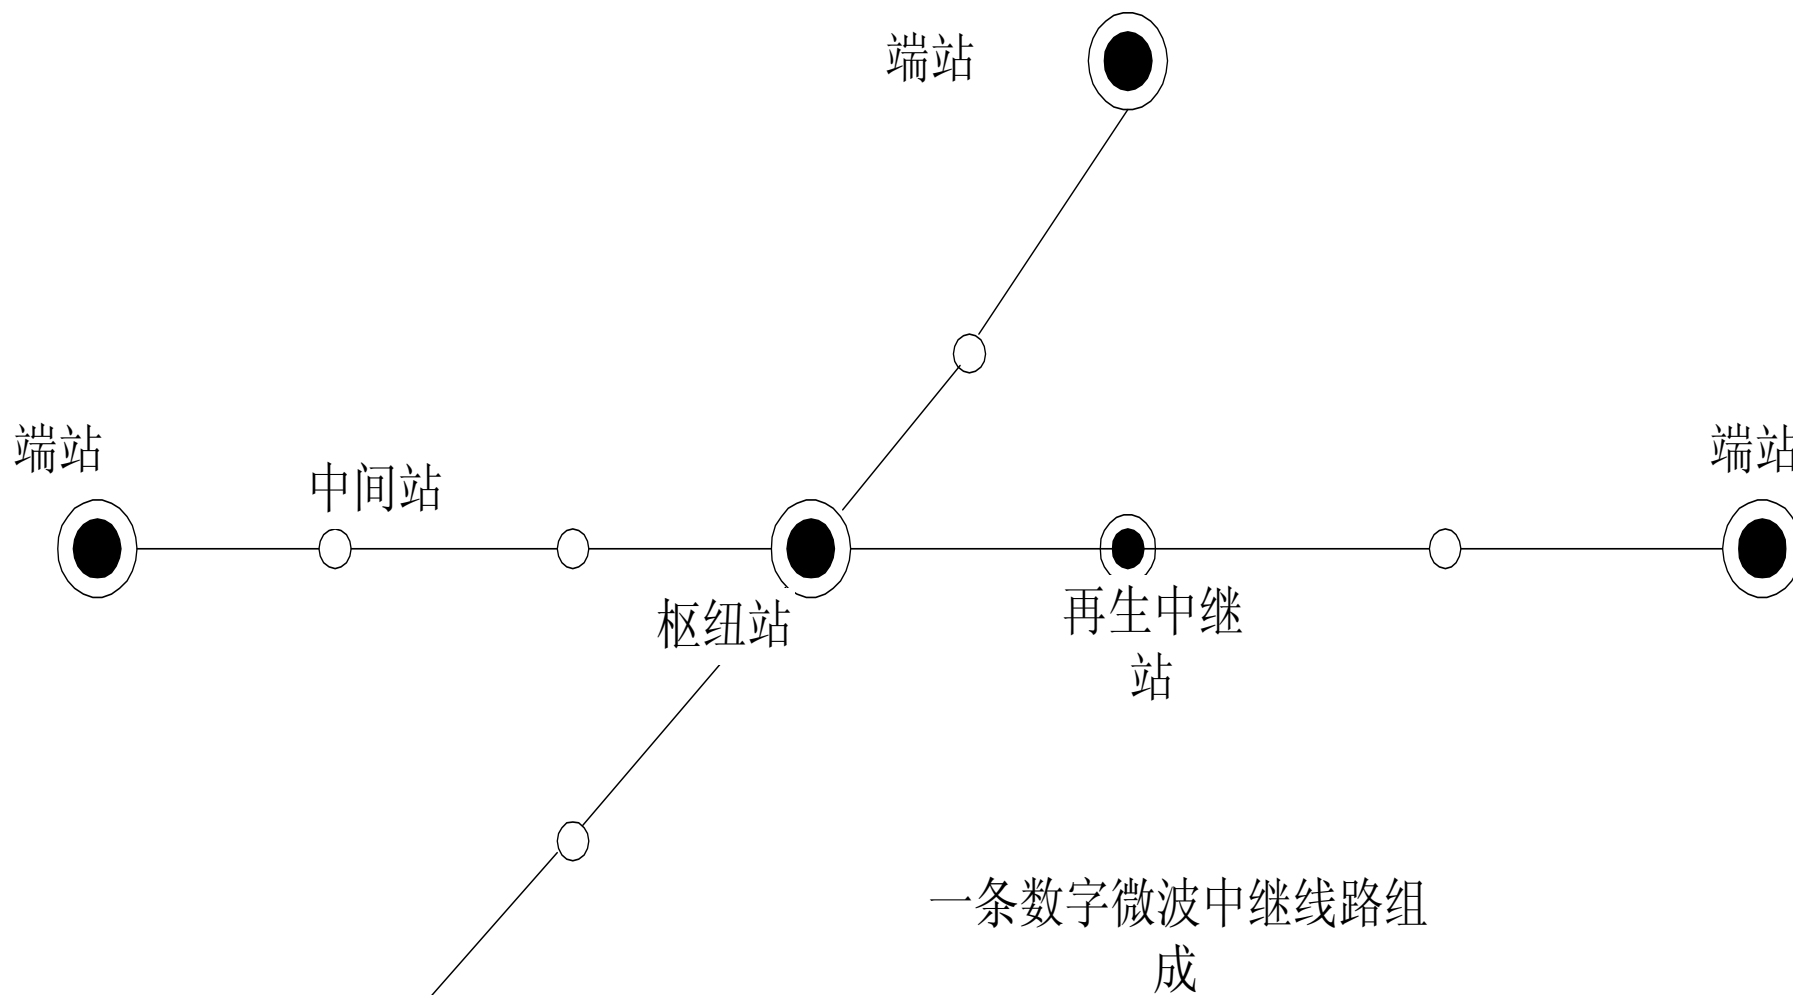 端站
端站
端站
中间站
枢纽站
再生中继
站
一条数字微波中继线路组
成